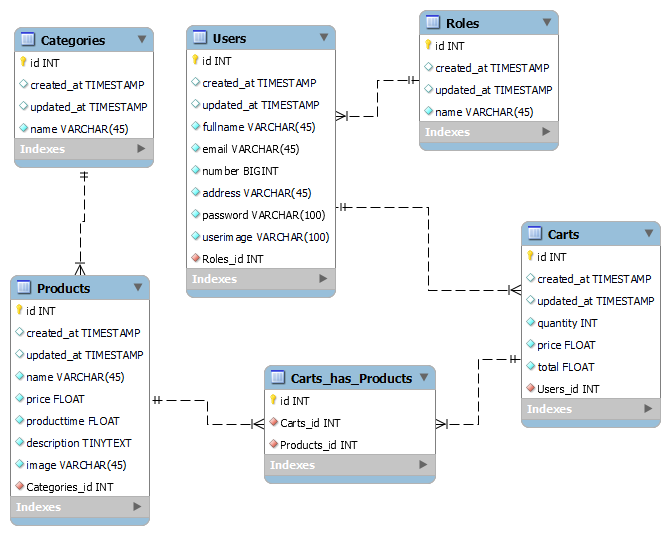 Categories
id INT
created_at TIMESTAMP
updated_at TIMESTAMP
name VARCHAR(45)
Indexes
Users
id INT
created_at TIMESTAMP
updated_at TIMESTAMP
fullname VARCHAR(45)
email VARCHAR(45)
number BIGINT
address VARCHAR(45)
password VARCHAR(100)
userimage VARCHAR(100)
Roles_id INT
Indexes
Roles
id INT
created_at TIMESTAMP
updated_at TIMESTAMP
name VARCHAR(45)
Indexes
Carts
id INT
created_at TIMESTAMP
updated_at TIMESTAMP
quantity INT
price FLOAT
total FLOAT
Users_id INT
Indexes
Products
id INT
created_at TIMESTAMP
updated_at TIMESTAMP
name VARCHAR(45)
price FLOAT
producttime FLOAT
description TINYTEXT
image VARCHAR(45)
Categories_id INT
Indexes
Carts_has_Products
id INT
Carts_id INT
Products_id INT
Indexes